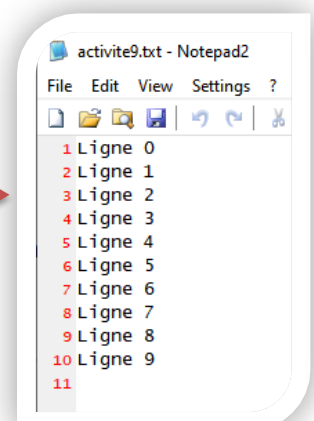 activite9.txt - Notepad2
File Edit View Settings ?
1 Ligne 0
2 Ligne 1
3 Ligne 2
4 Ligne 3
5 Ligne 4
6 Ligne 5
7 Ligne 6
8 Ligne 7
9 Ligne 8
10 Ligne 9
11